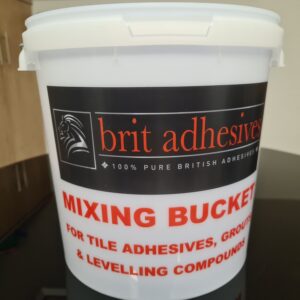 brit adhesives
✦ 100% PURE BRITISH ADHESIVES ✦
MIXING BUCKET
FOR TILE ADHESIVES, GROUTS
& LEVELLING COMPOUNDS